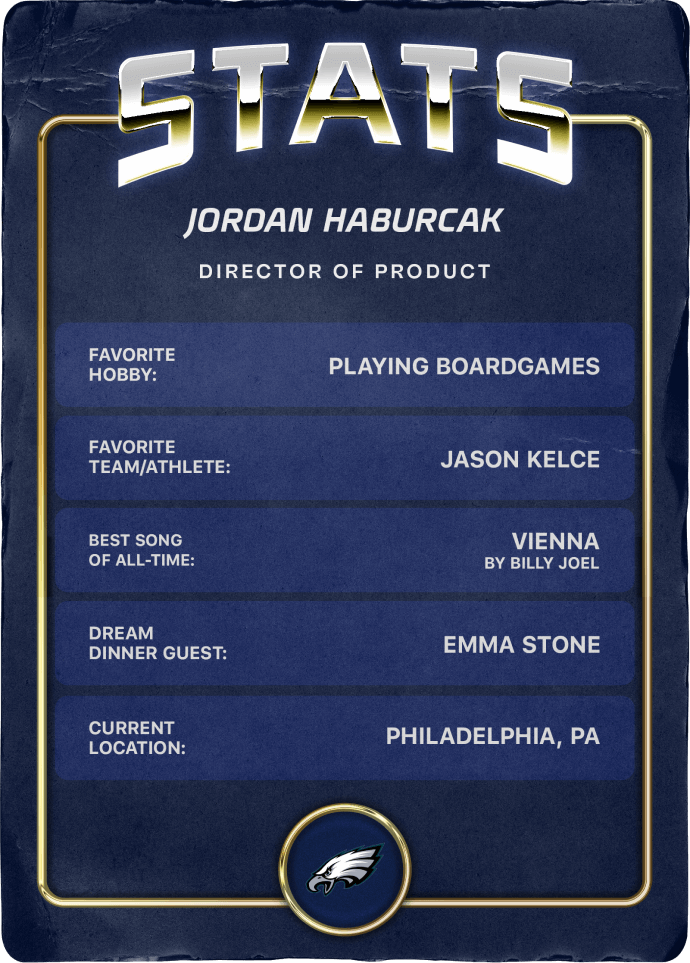 STATS
JORDAN HABURCAK
DIRECTOR OF PRODUCT
FAVORITE
HOBBY:
PLAYING BOARDGAMES
FAVORITE
TEAM/ATHLETE:
JASON KELCE
BEST SONG
OF ALL-TIME:
VIENNA
BY BILLY JOEL
DREAM
DINNER GUEST:
EMMA STONE
CURRENT
LOCATION:
PHILADELPHIA, PA